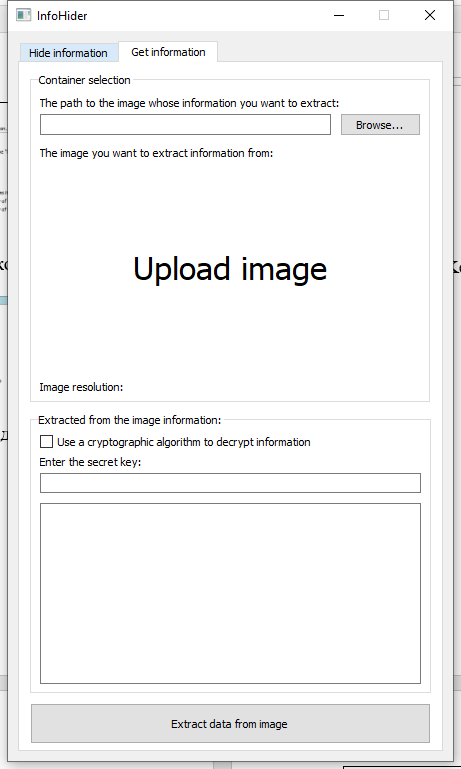 InfoHider
Hide information
Get information
Container selection
The path to the image whose information you want to extract:
Browse...
The image you want to extract information from:
Upload image
Image resolution:
Extracted from the image information:
Use a cryptographic algorithm to decrypt information
Enter the secret key:
Extract data from image